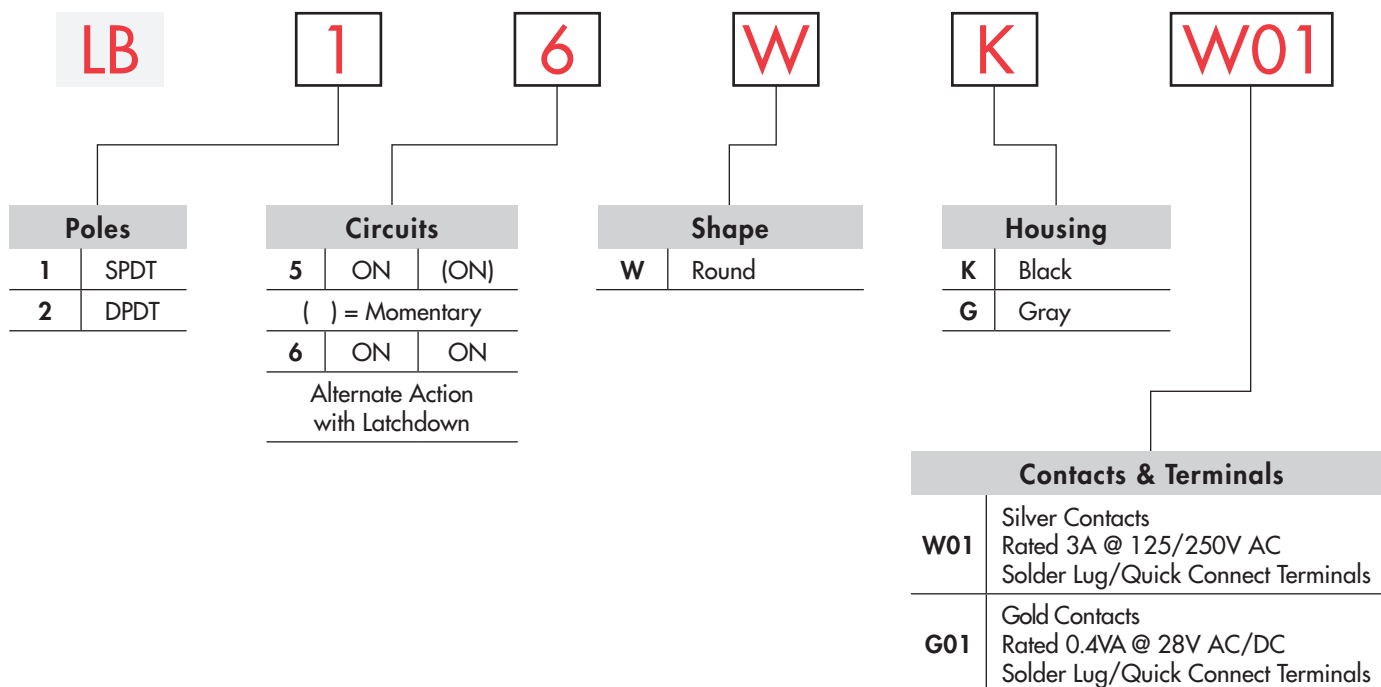 LB 1 6 W K W01
Poles
1 SPDT
2 DPDT
Circuits
5 ON (ON)
( ) = Momentary
6 ON ON
Alternate Action
with Latchdown
Shape
W Round
Housing
K Black
G Gray
Contacts & Terminals
W01 Silver Contacts
Rated 3A @ 125/250V AC
Solder Lug/Quick Connect Terminals
G01 Gold Contacts
Rated 0.4VA @ 28V AC/DC
Solder Lug/Quick Connect Terminals